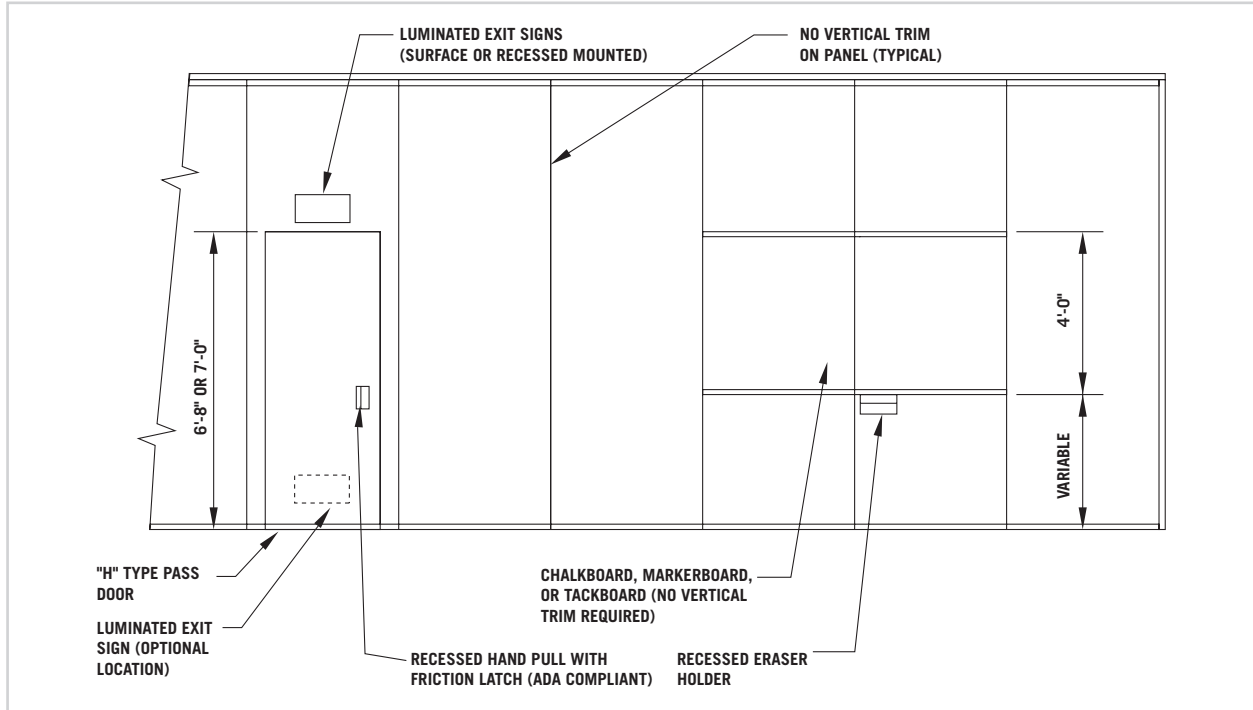 LUMINATED EXIT SIGNS
(SURFACE OR RECESSED MOUNTED)
NO VERTICAL TRIM
ON PANEL (TYPICAL)
6'-8" OR 7'-0"
4'-0"
VARIABLE
"H" TYPE PASS
DOOR
LUMINATED EXIT
SIGN (OPTIONAL
LOCATION)
CHALKBOARD, MARKERBOARD,
OR TACKBOARD (NO VERTICAL
TRIM REQUIRED)
RECESSED HAND PULL WITH
FRICTION LATCH (ADA COMPLIANT)
RECESSED ERASER
HOLDER